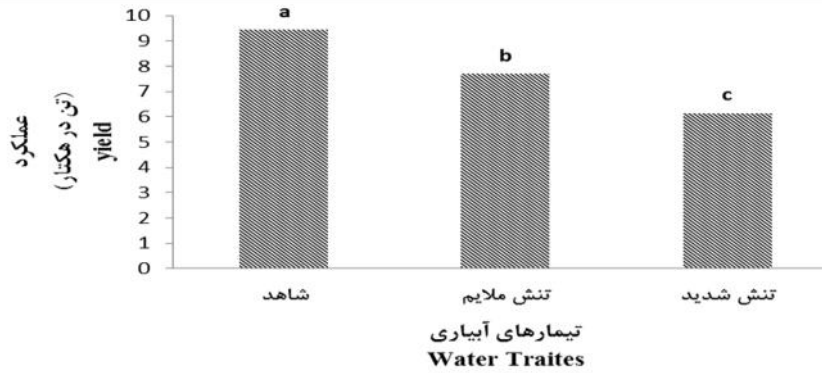 عملکرد
(تن در هکتار)
yield
10
9
8
7
6
5
4
3
2
1
0
a
b
c
شاهد
تنش ملایم
تنش شدید
تیمارهای آبیاری
Water Traites